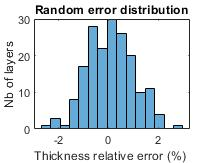 Random error distribution
30
20
10
0
Nb of layers
-2 0 2
Thickness relative error (%)